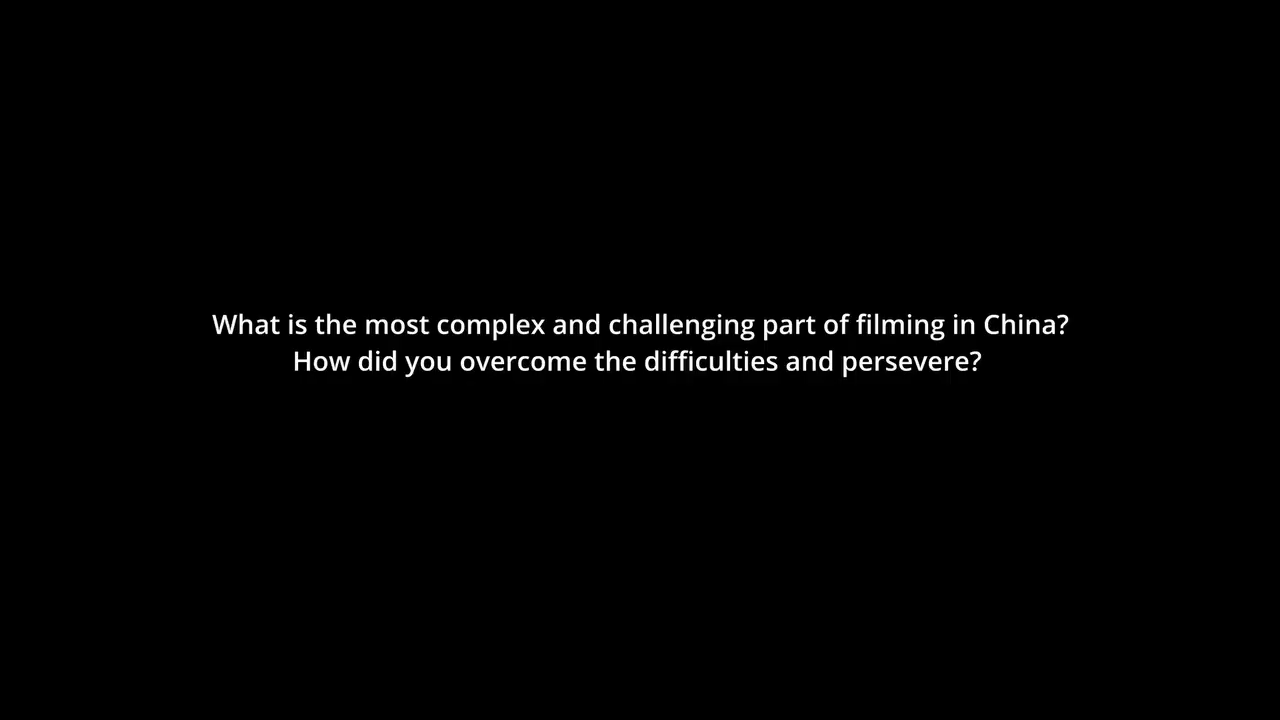 What is the most complex and challenging part of filming in China?
How did you overcome the difficulties and persevere?